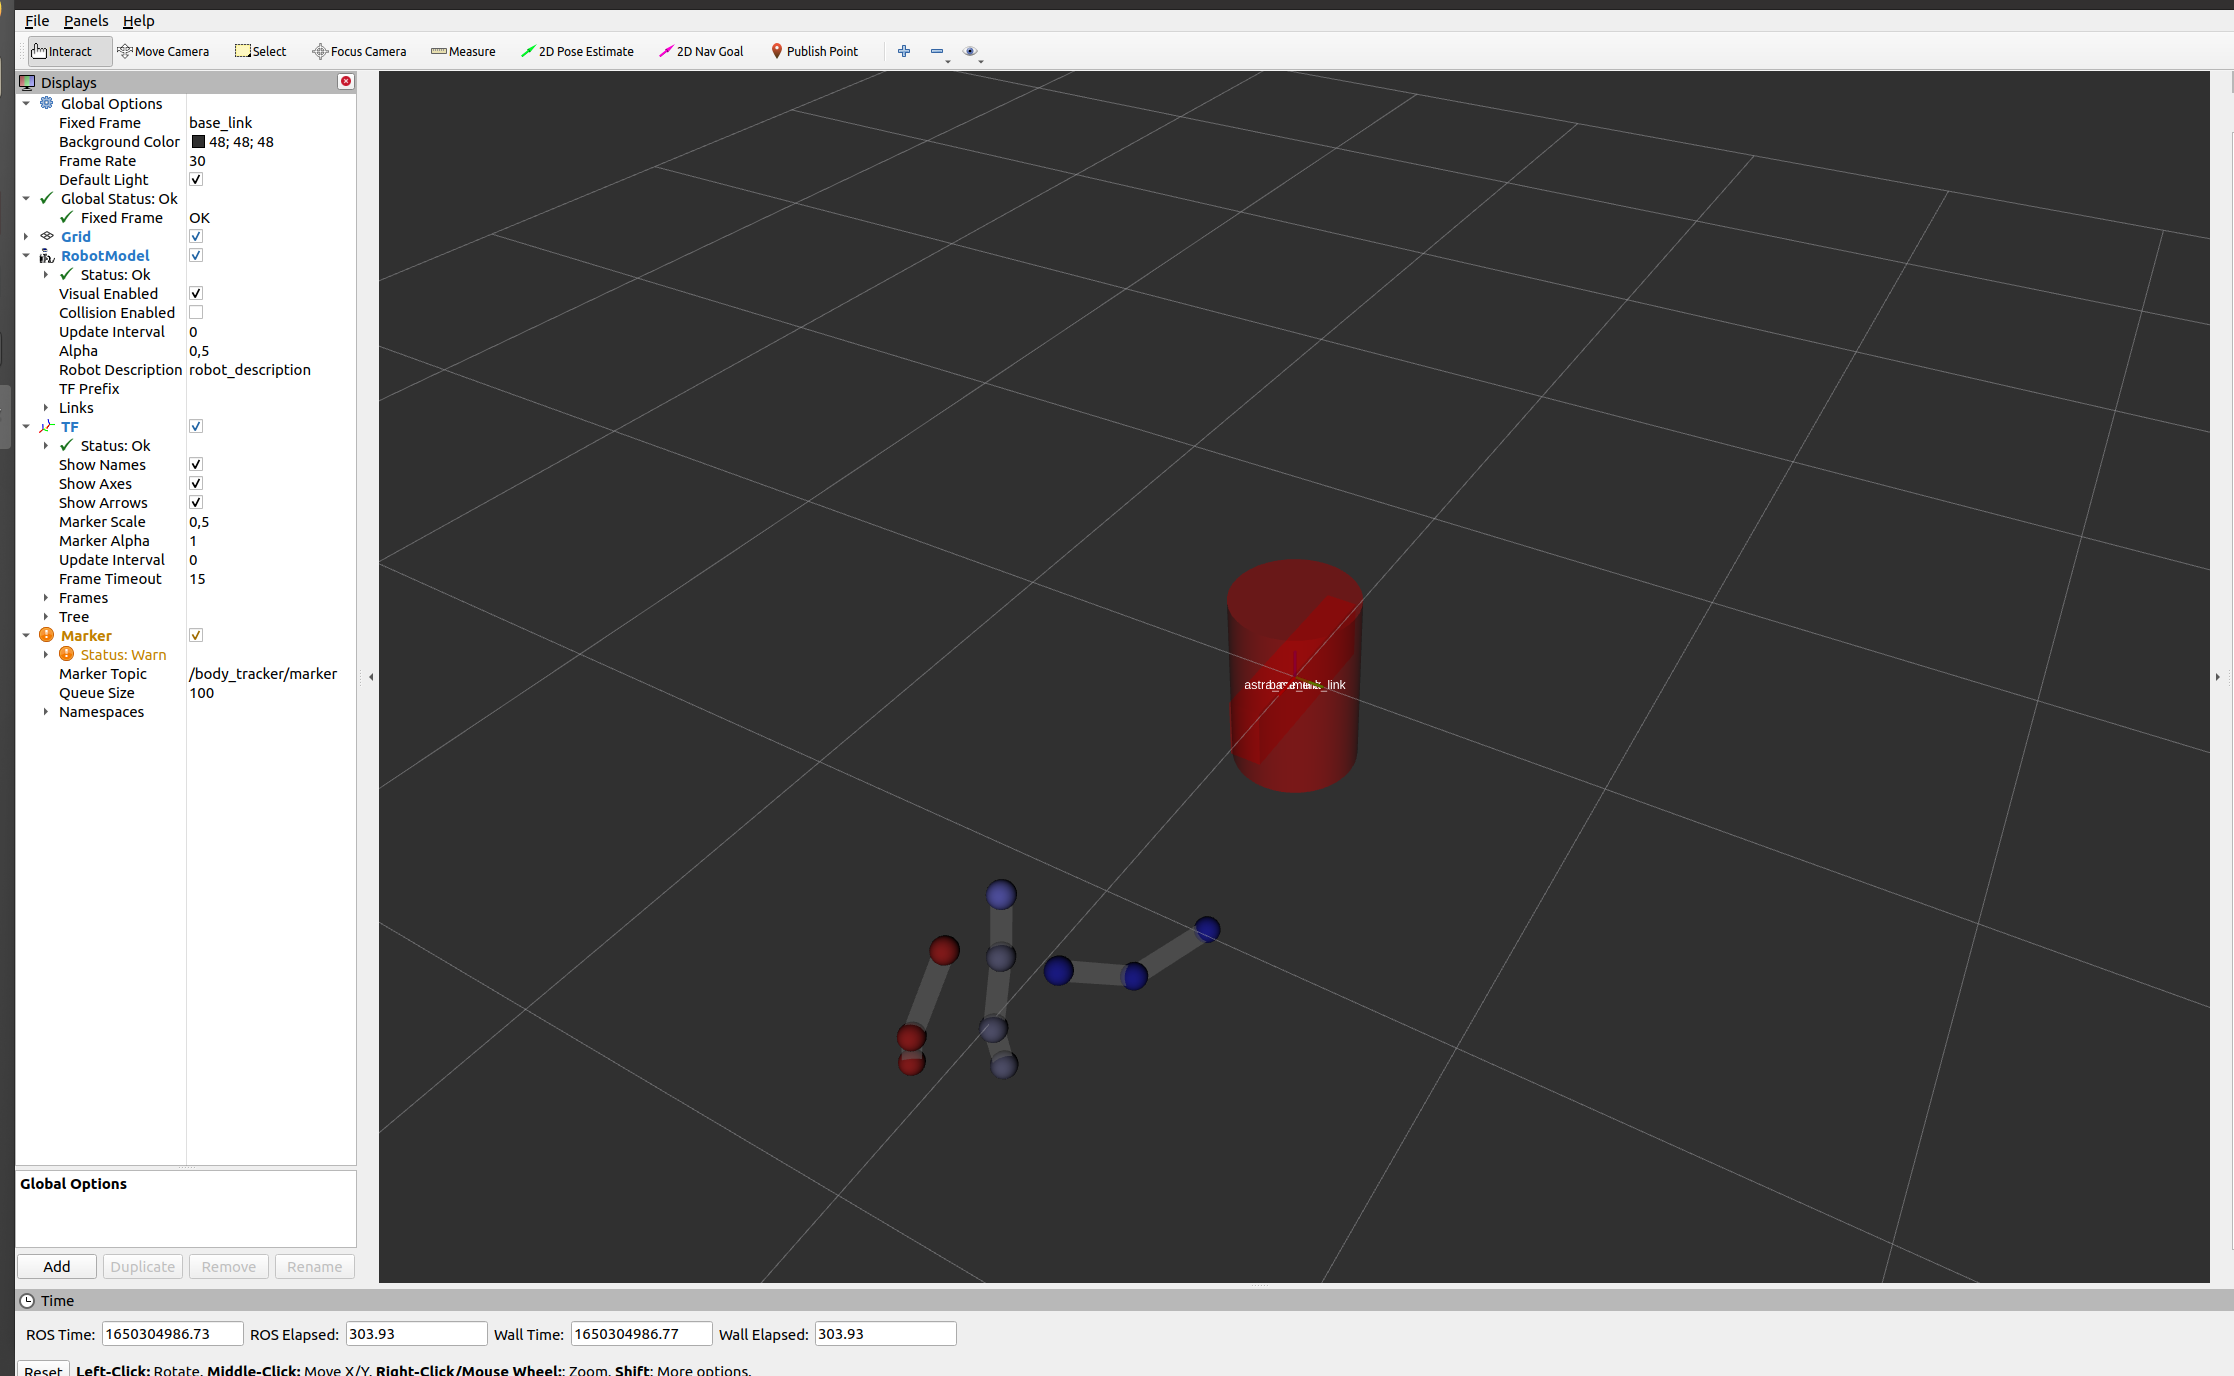 File Panels Help
Interact Move Camera Select Focus Camera Measure 2D Pose Estimate 2D Nav Goal Publish Point
Displays
Global Options
Fixed Frame base_link
Background Color 48; 48; 48
Frame Rate 30
Default Light
Global Status: Ok
Fixed Frame OK
Grid
RobotModel
Status: Ok
Visual Enabled
Collision Enabled
Update Interval 0
Alpha 0,5
Robot Description robot_description
TF Prefix
Links
TF
Status: Ok
Show Names
Show Axes
Show Arrows
Marker Scale 0,5
Marker Alpha 1
Update Interval 0
Frame Timeout 15
Frames
Tree
Marker
Status: Warn
Marker Topic /body_tracker/marker
Queue Size 100
Namespaces
Global Options
Add Duplicate Remove Rename
Time
ROS Time: 1650304986.73 ROS Elapsed: 303.93 Wall Time: 1650304986.77 Wall Elapsed: 303.93
Reset Left-Click: Rotate. Middle-Click: Move X/Y. Right-Click/Mouse Wheel:: Zoom. Shift: More options.